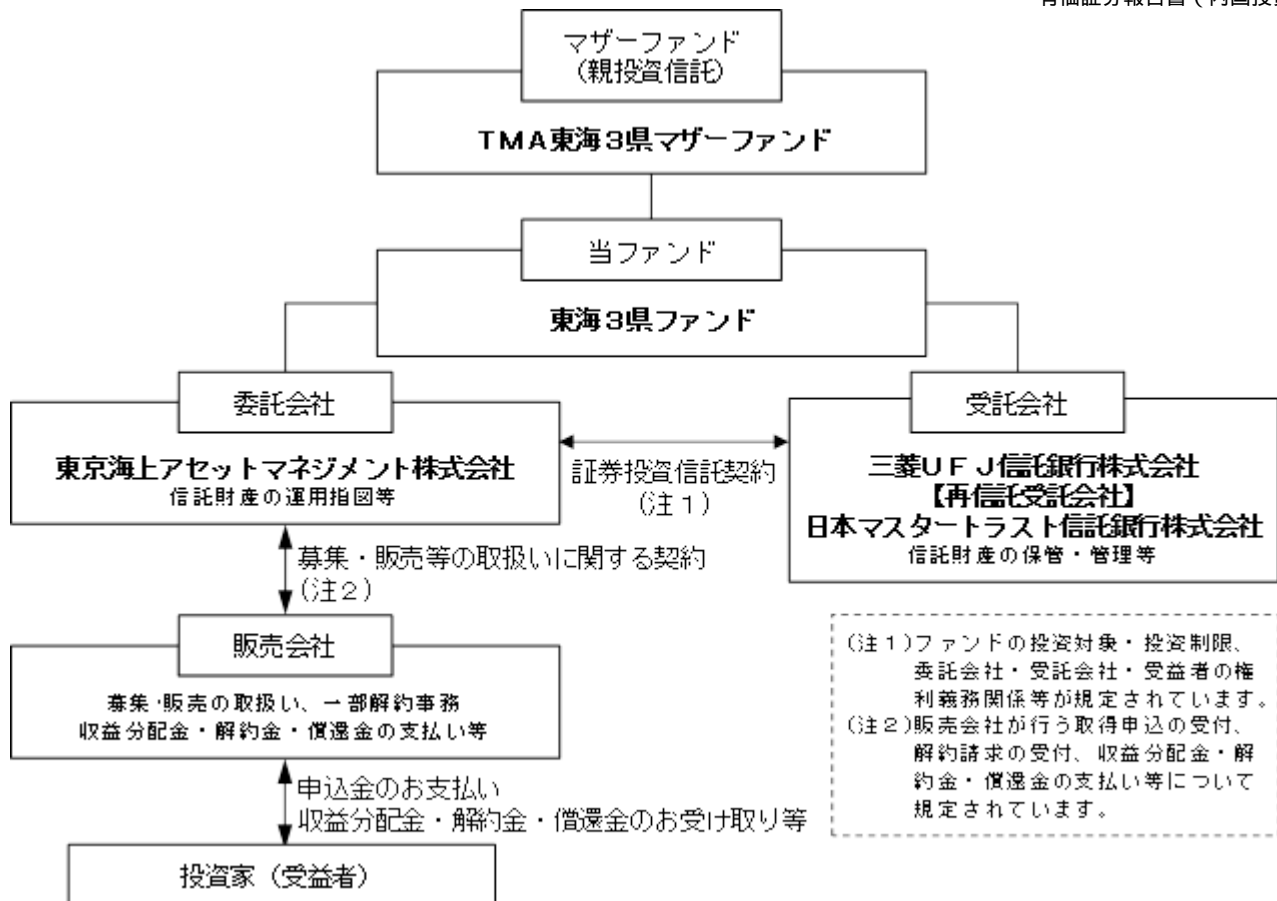 マザーファンド
(親投資信託)
TMA東海3県マザーファンド
当ファンド
東海3県ファンド
委託会社
東京海上アセットマネジメント株式会社
信託財産の運用指図等
証券投資信託契約
(注1)
受託会社
三菱UFJ信託銀行株式会社
【再信託受託会社】
日本マスタートラスト信託銀行株式会社
信託財産の保管・管理等
募集・販売等の取扱いに関する契約
(注2)
販売会社
募集・販売の取扱い、一部解約事務
収益分配金・解約金・償還金の支払い等
(注1)ファンドの投資対象・投資制限、
委託会社・受託会社・受益者の権
利義務関係等が規定されています。
(注2)販売会社が行う取得申込の受付、
解約請求の受付、収益分配金・解
約金・償還金の支払い等について
規定されています。
申込金のお支払い
収益分配金・解約金・償還金のお受け取り等
投資家(受益者)